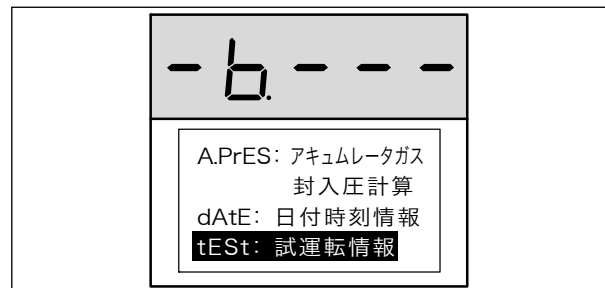 -b.---
A.PrES: アキュムレータガス
封入圧計算
dAtE: 日付時刻情報
tESt: 試運転情報